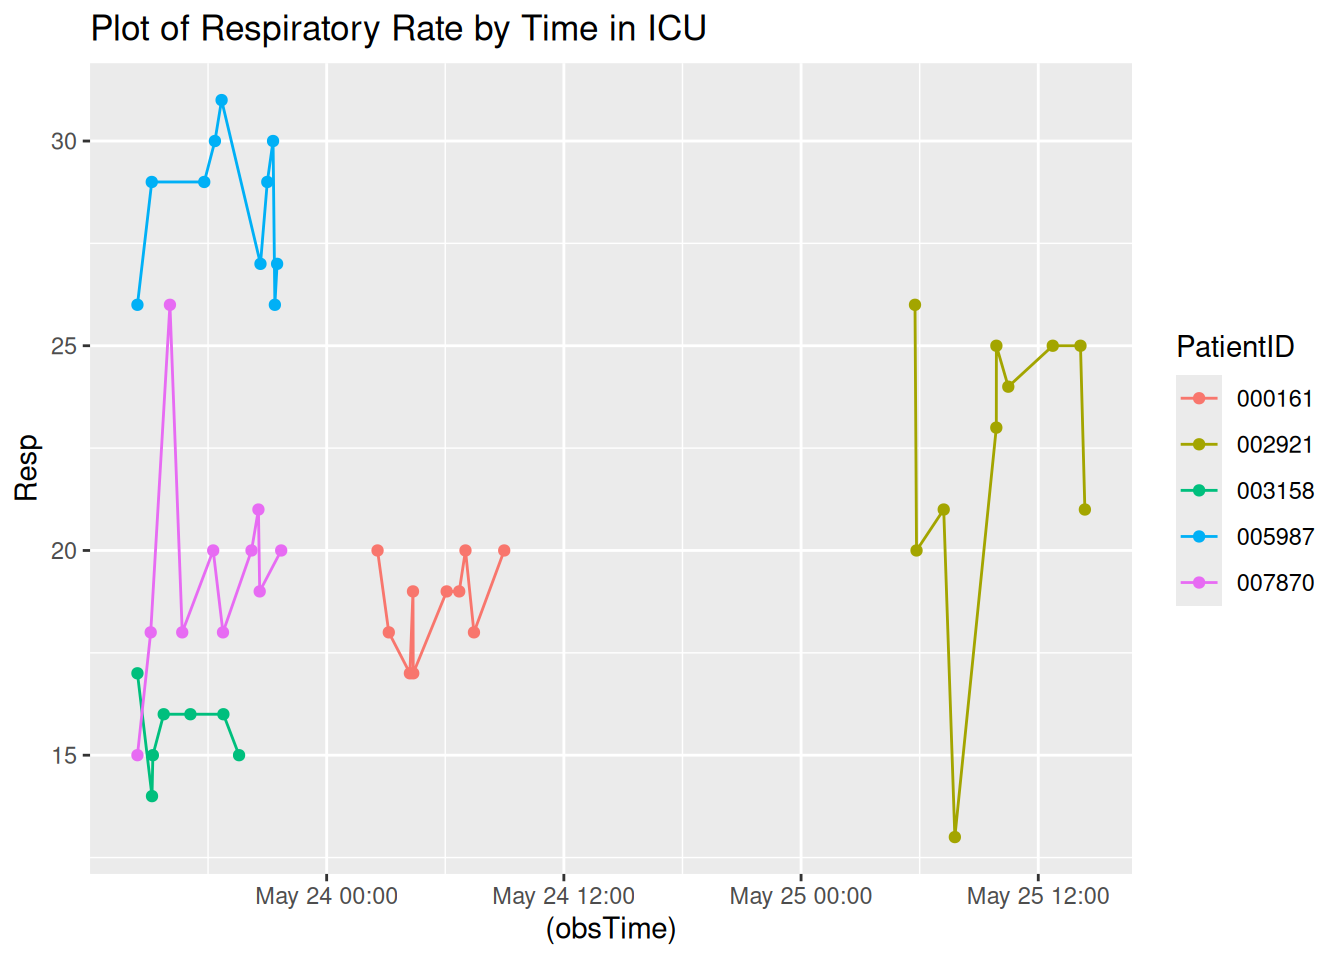 Plot of Respiratory Rate by Time in ICU
30
25
20
15
Resp
May 24 00:00
May 24 12:00
May 25 00:00
May 25 12:00
(obsTime)
PatientID
000161
002921
003158
005987
007870